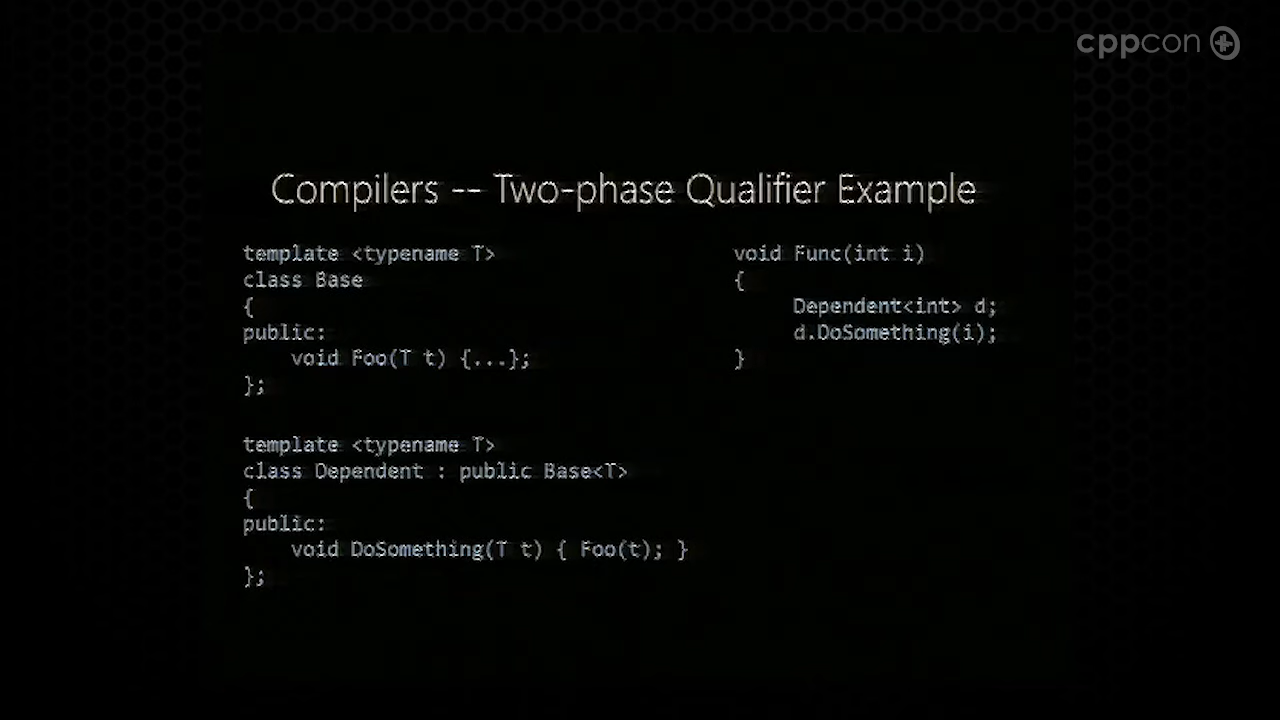 cppcon
Compilers -- Two-phase Qualifier Example
template <typename T>
class Base
{
public:
    void Foo(T t) {...};
};
template <typename T>
class Dependent : public Base<T>
{
public:
    void DoSomething(T t) { Foo(t); }
};
void Func(int i)
{
    Dependent<int> d;
    d.DoSomething(i);
}